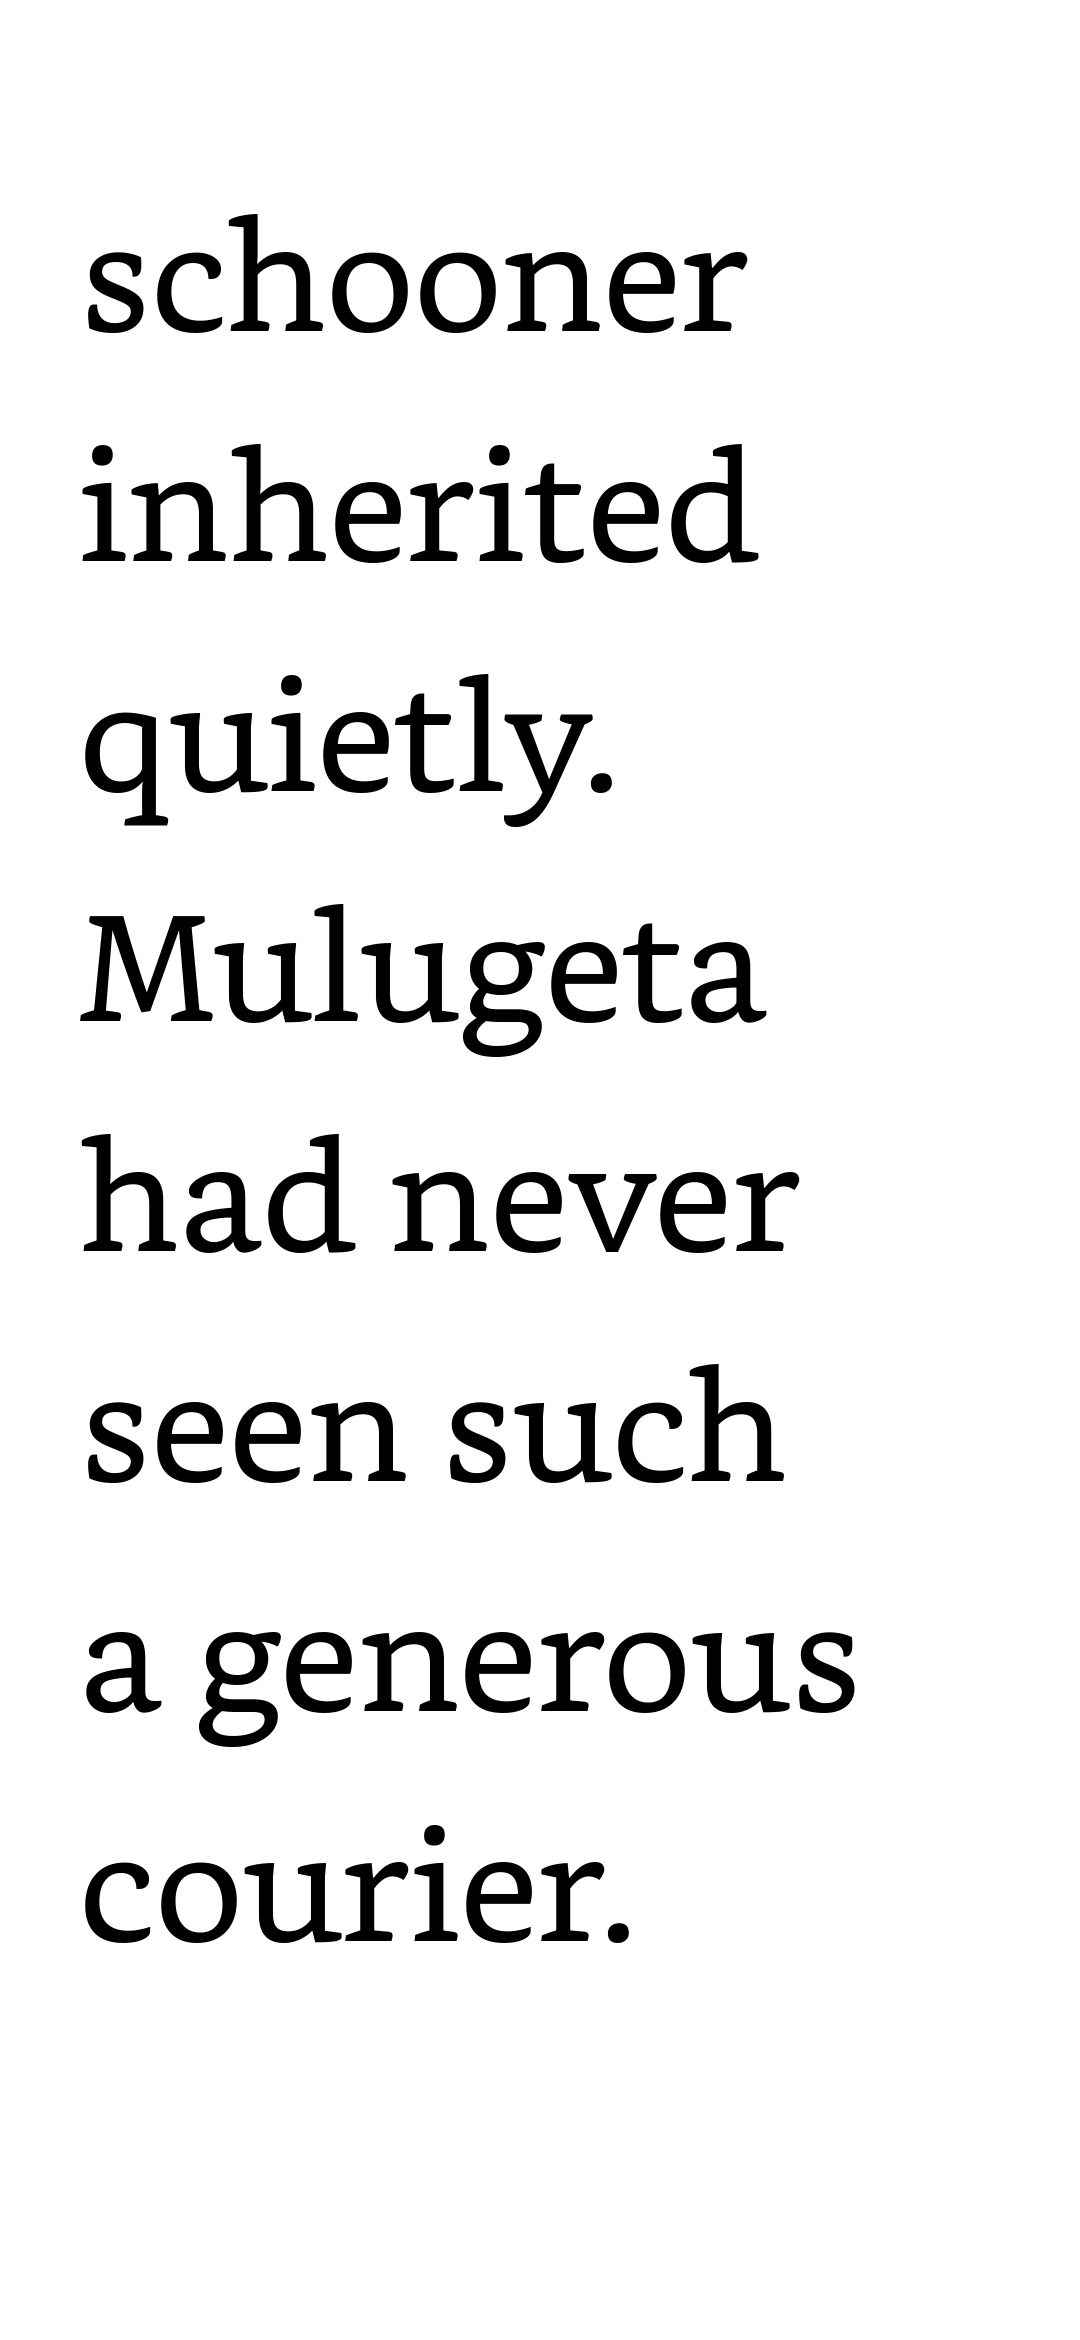 schooner
inherited
quietly.
Mulugeta
had never
seen such
a generous
courier.